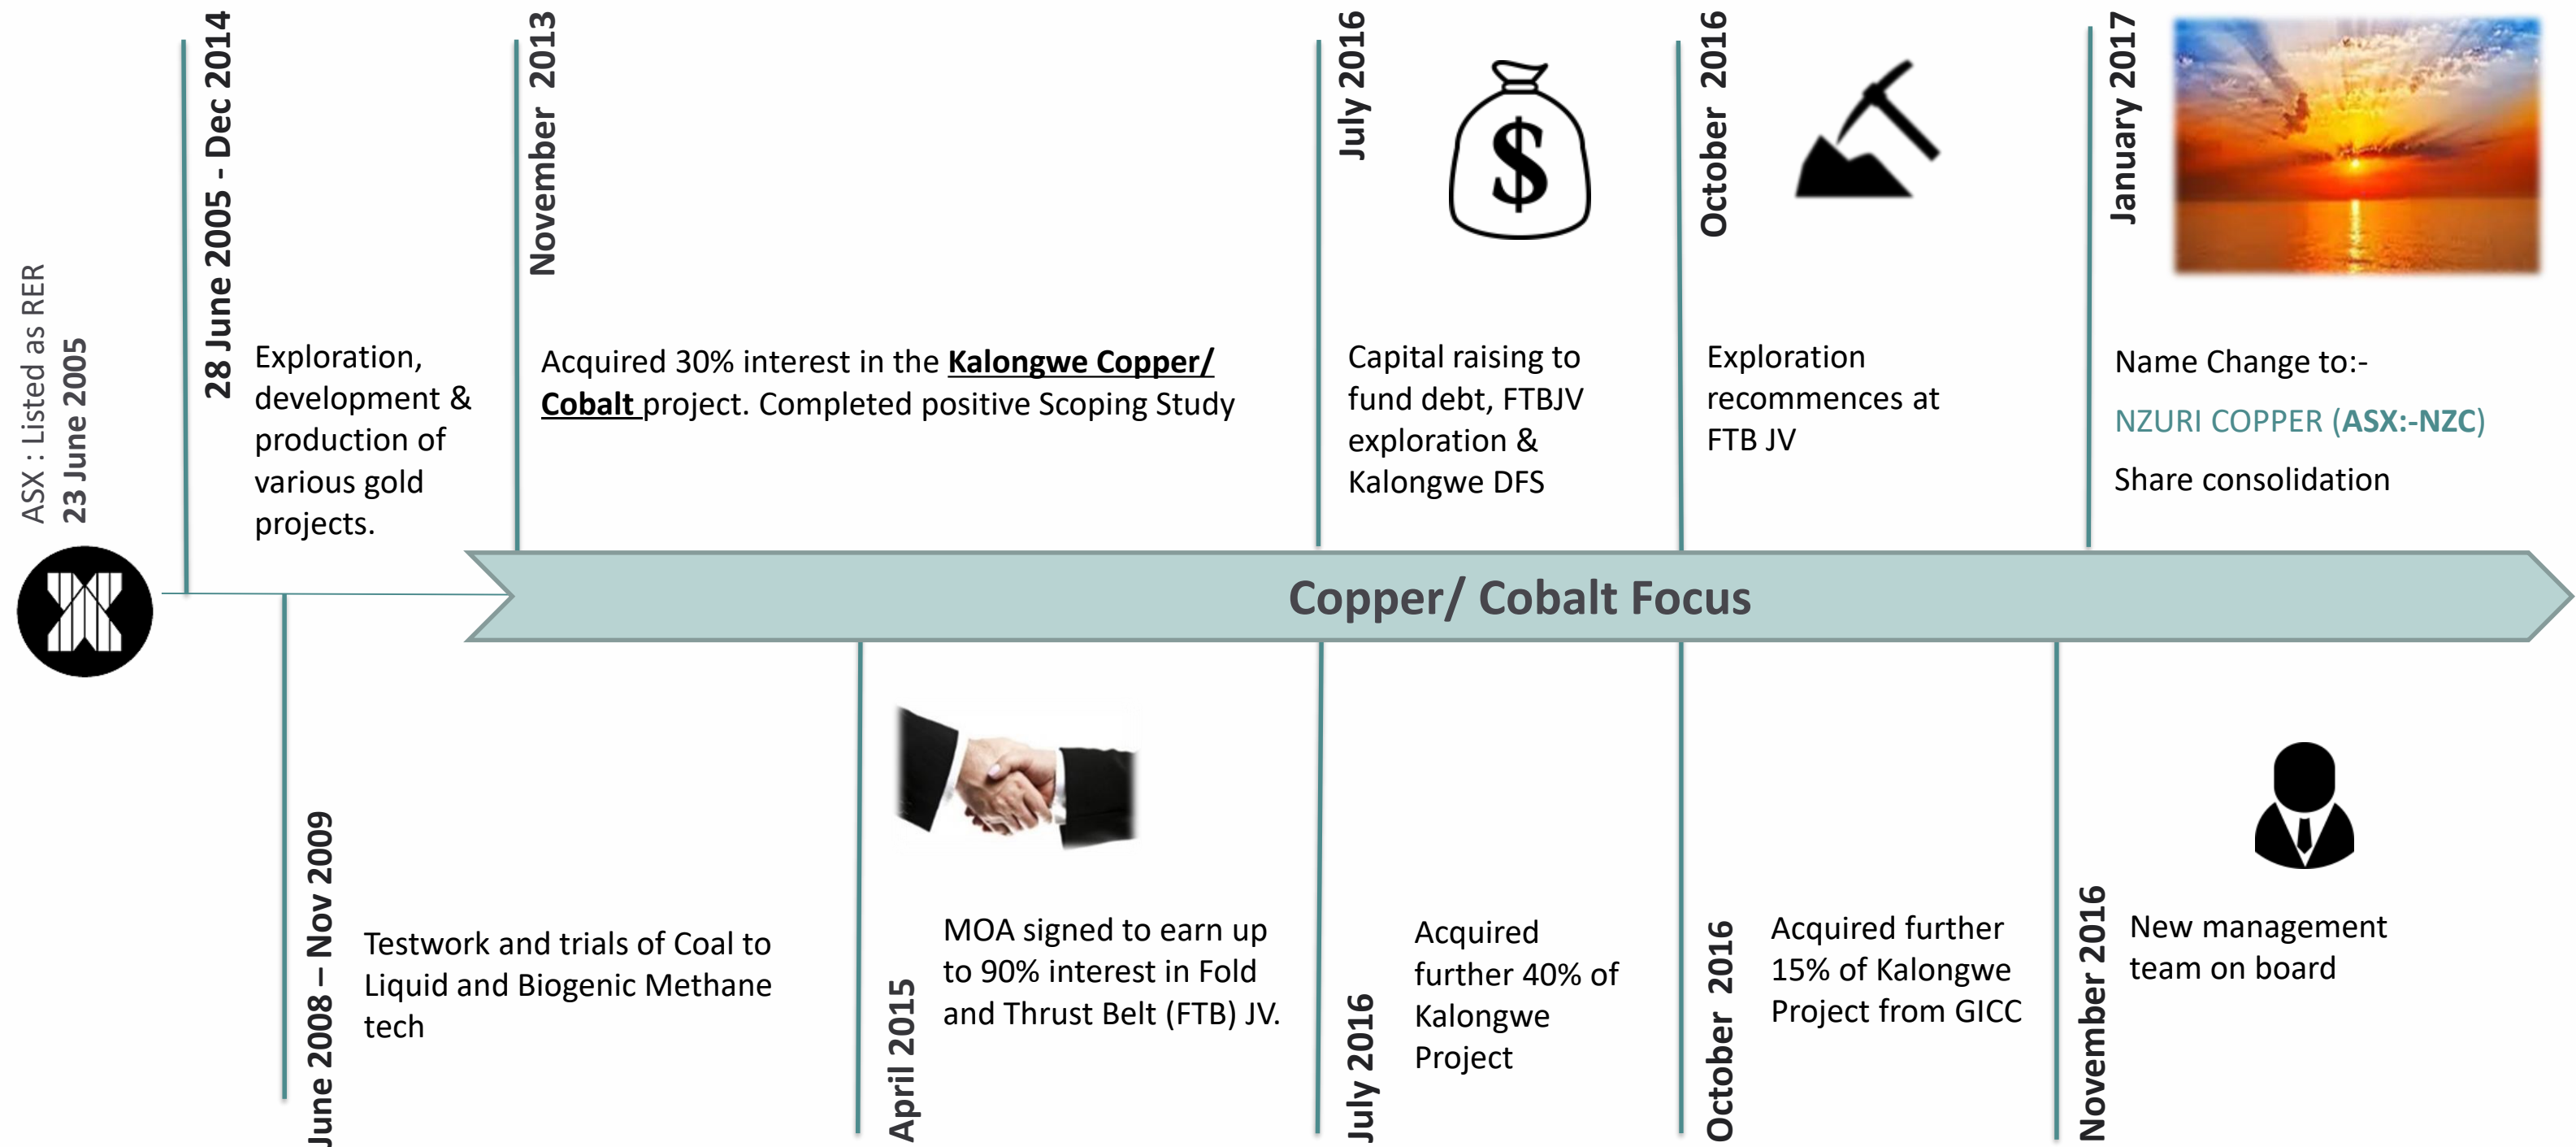 ASX : Listed as RER
23 June 2005
28 June 2005 - Dec 2014
Exploration,
development &
production of
various gold
projects.
November 2013
Acquired 30% interest in the Kalongwe Copper/
Cobalt project. Completed positive Scoping Study
July 2016
$
Capital raising to
fund debt, FTBJV
exploration &
Kalongwe DFS
October 2016
Exploration
recommences at
FTB JV
January 2017
Name Change to:-
NZURI COPPER (ASX:-NZC)
Share consolidation
Copper/ Cobalt Focus
June 2008 – Nov 2009
Testwork and trials of Coal to
Liquid and Biogenic Methane
tech
April 2015
MOA signed to earn up
to 90% interest in Fold
and Thrust Belt (FTB) JV.
July 2016
Acquired
further 40% of
Kalongwe
Project
October 2016
Acquired further
15% of Kalongwe
Project from GICC
November 2016
New management
team on board